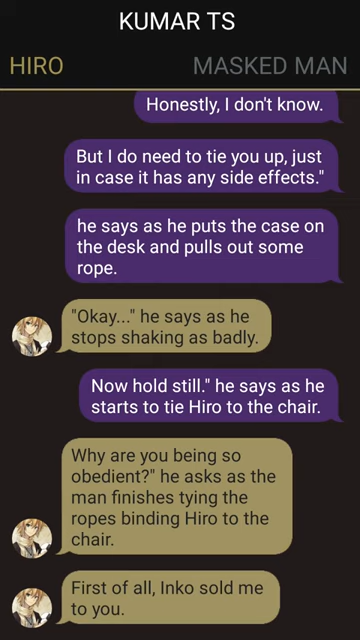 KUMAR TS
HIRO MASKED MAN
Honestly, I don't know.
But I do need to tie you up, just
in case it has any side effects."
he says as he puts the case on
the desk and pulls out some
rope.
"Okay..." he says as he
stops shaking as badly.
Now hold still." he says as he
starts to tie Hiro to the chair.
Why are you being so
obedient?" he asks as the
man finishes tying the
ropes binding Hiro to the
chair.
First of all, Inko sold me
to you.